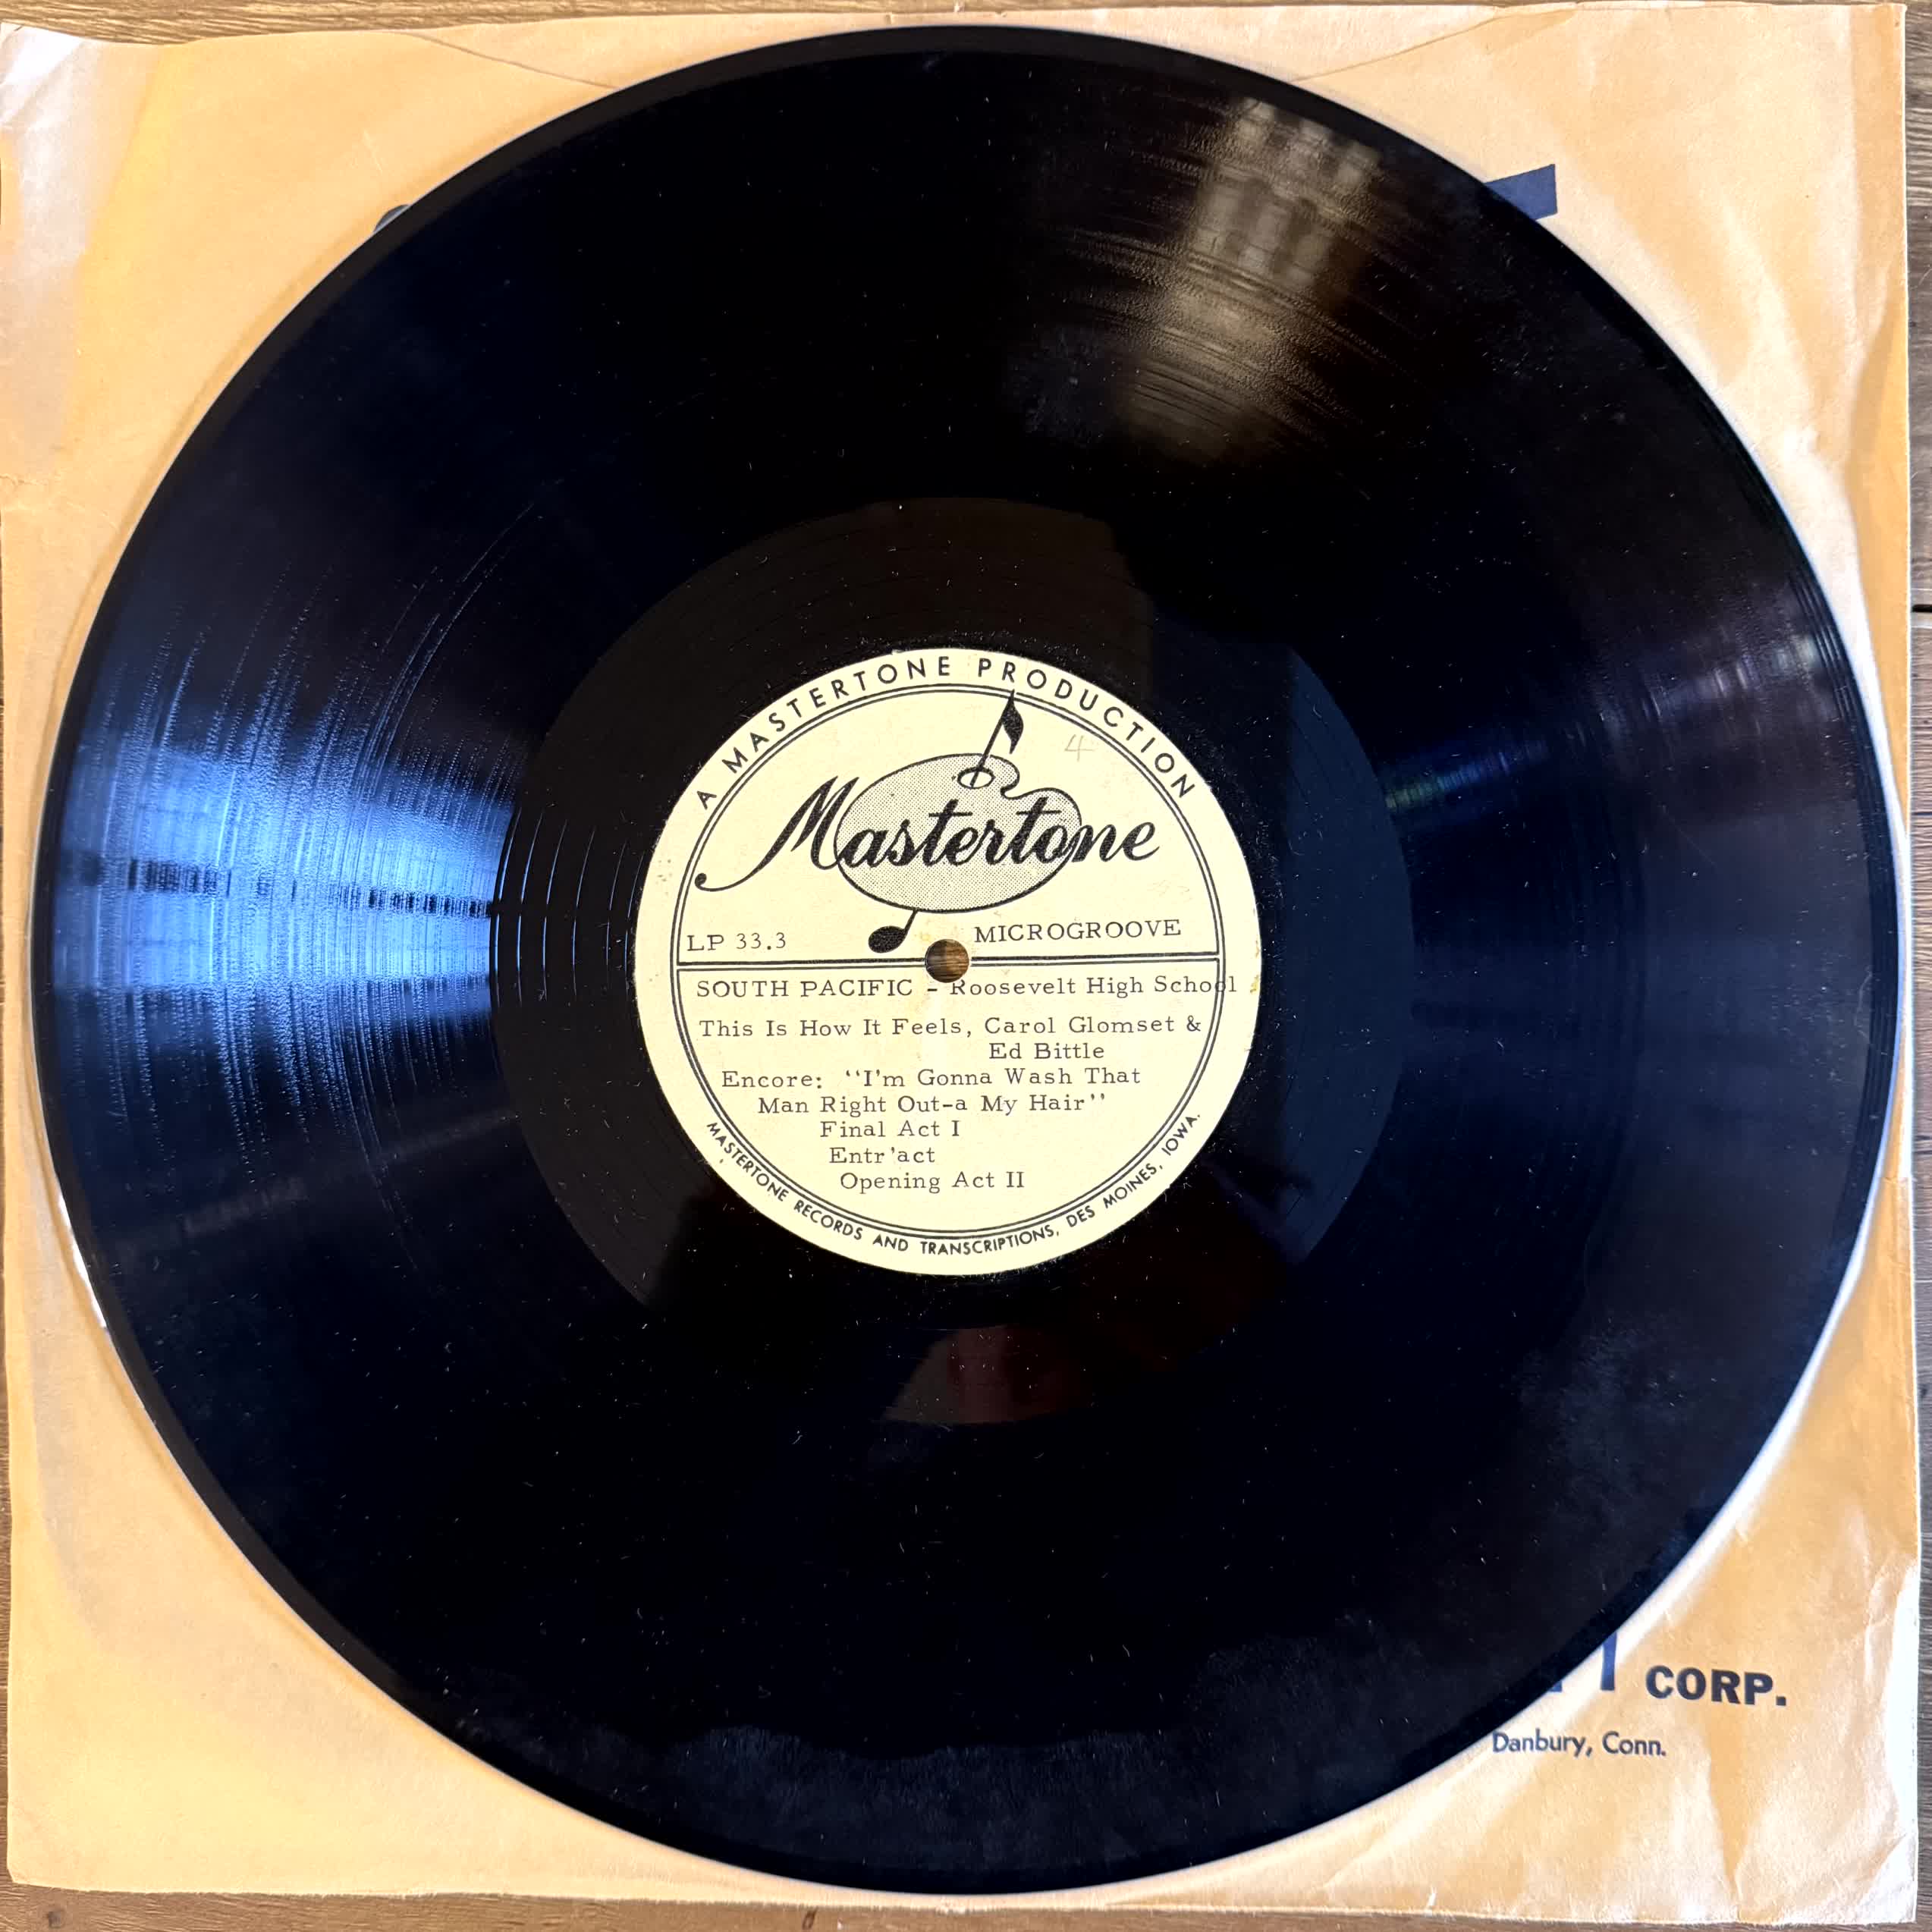 A MASTERTONE PRODUCTION
4
Mastertone
LP 33.3 MICROGROOVE
SOUTH PACIFIC - Roosevelt High School
This Is How It Feels, Carol Glomset &
Ed Bittle
Encore: "I'm Gonna Wash That
Man Right Out-a My Hair"
Final Act I
Entr'act
Opening Act II
MASTERTONE RECORDS AND TRANSCRIPTIONS, DES MOINES, IOWA.
CORP.
Danbury, Conn.